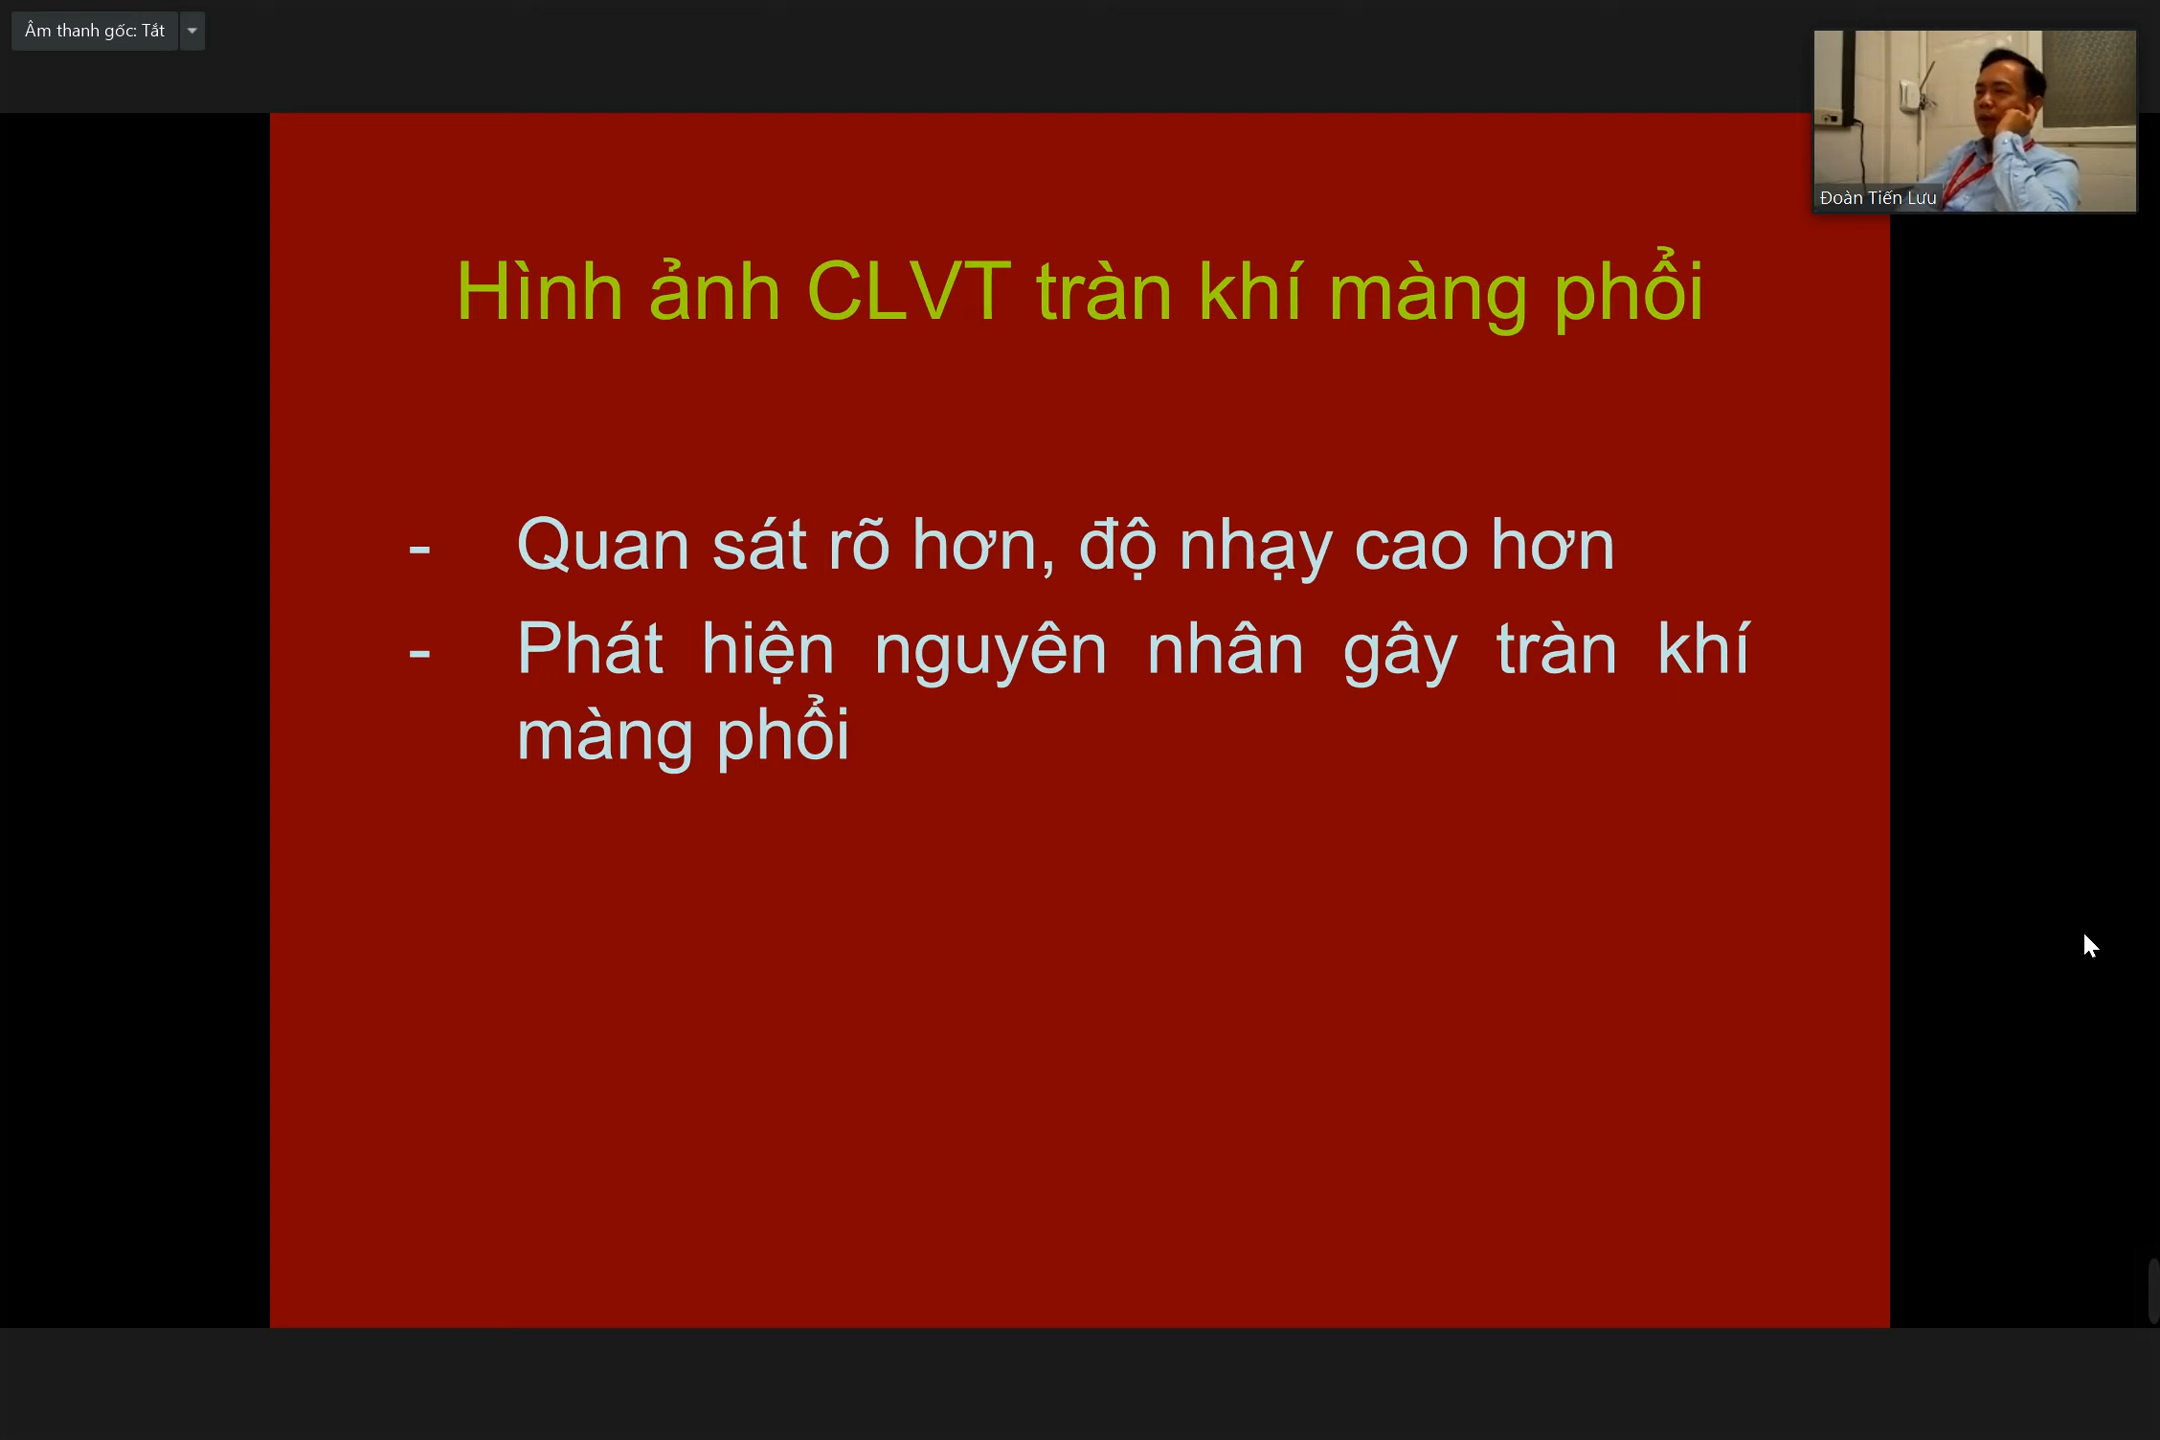 Âm thanh gốc: Tắt
Đoàn Tiến Lưu
Hình ảnh CLVT tràn khí màng phổi
- Quan sát rõ hơn, độ nhạy cao hơn
- Phát hiện nguyên nhân gây tràn khí
màng phổi